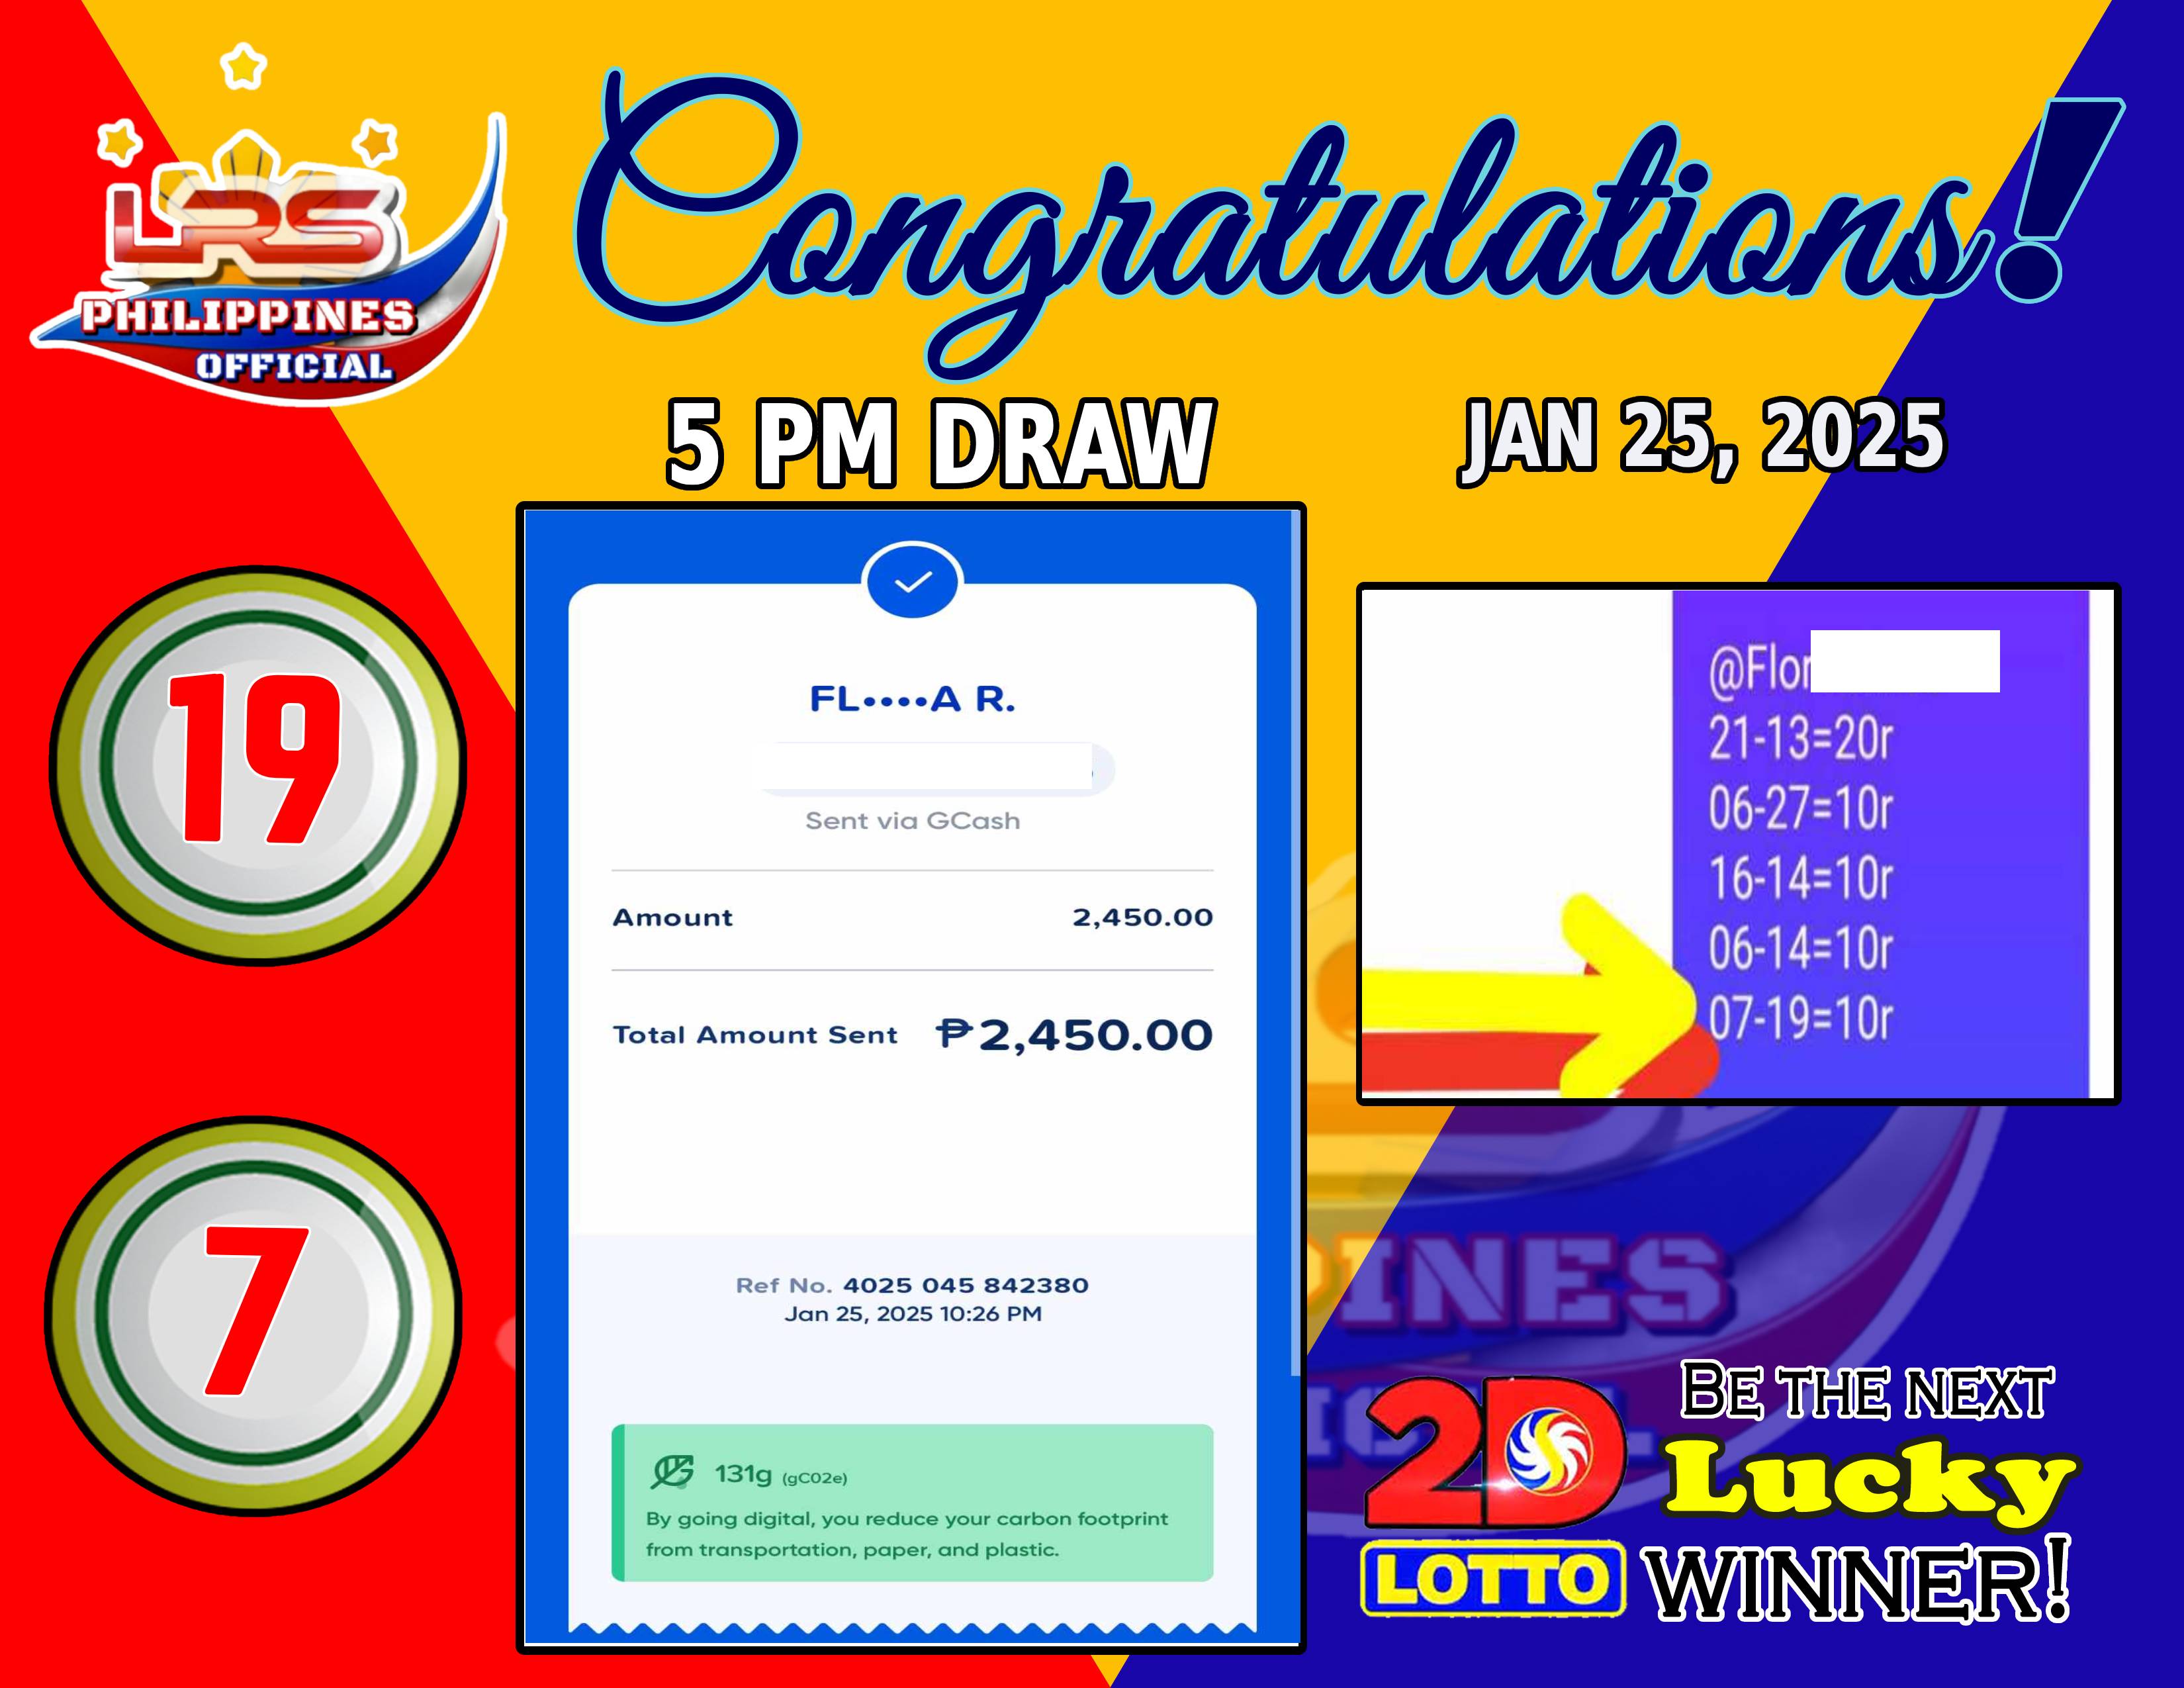 LRS
PHILIPPINES
OFFICIAL
Congratulations!
5 PM DRAW
JAN 25, 2025
19
7
FL••••A R.
Sent via GCash
Amount 2,450.00
Total Amount Sent ₱2,450.00
Ref No. 4025 045 842380
Jan 25, 2025 10:26 PM
131g (gCO2e)
By going digital, you reduce your carbon footprint
from transportation, paper, and plastic.
@Flor
21-13=20r
06-27=10r
16-14=10r
06-14=10r
07-19=10r
PINES
2D
LOTTO
BE THE NEXT
Lucky
WINNER!